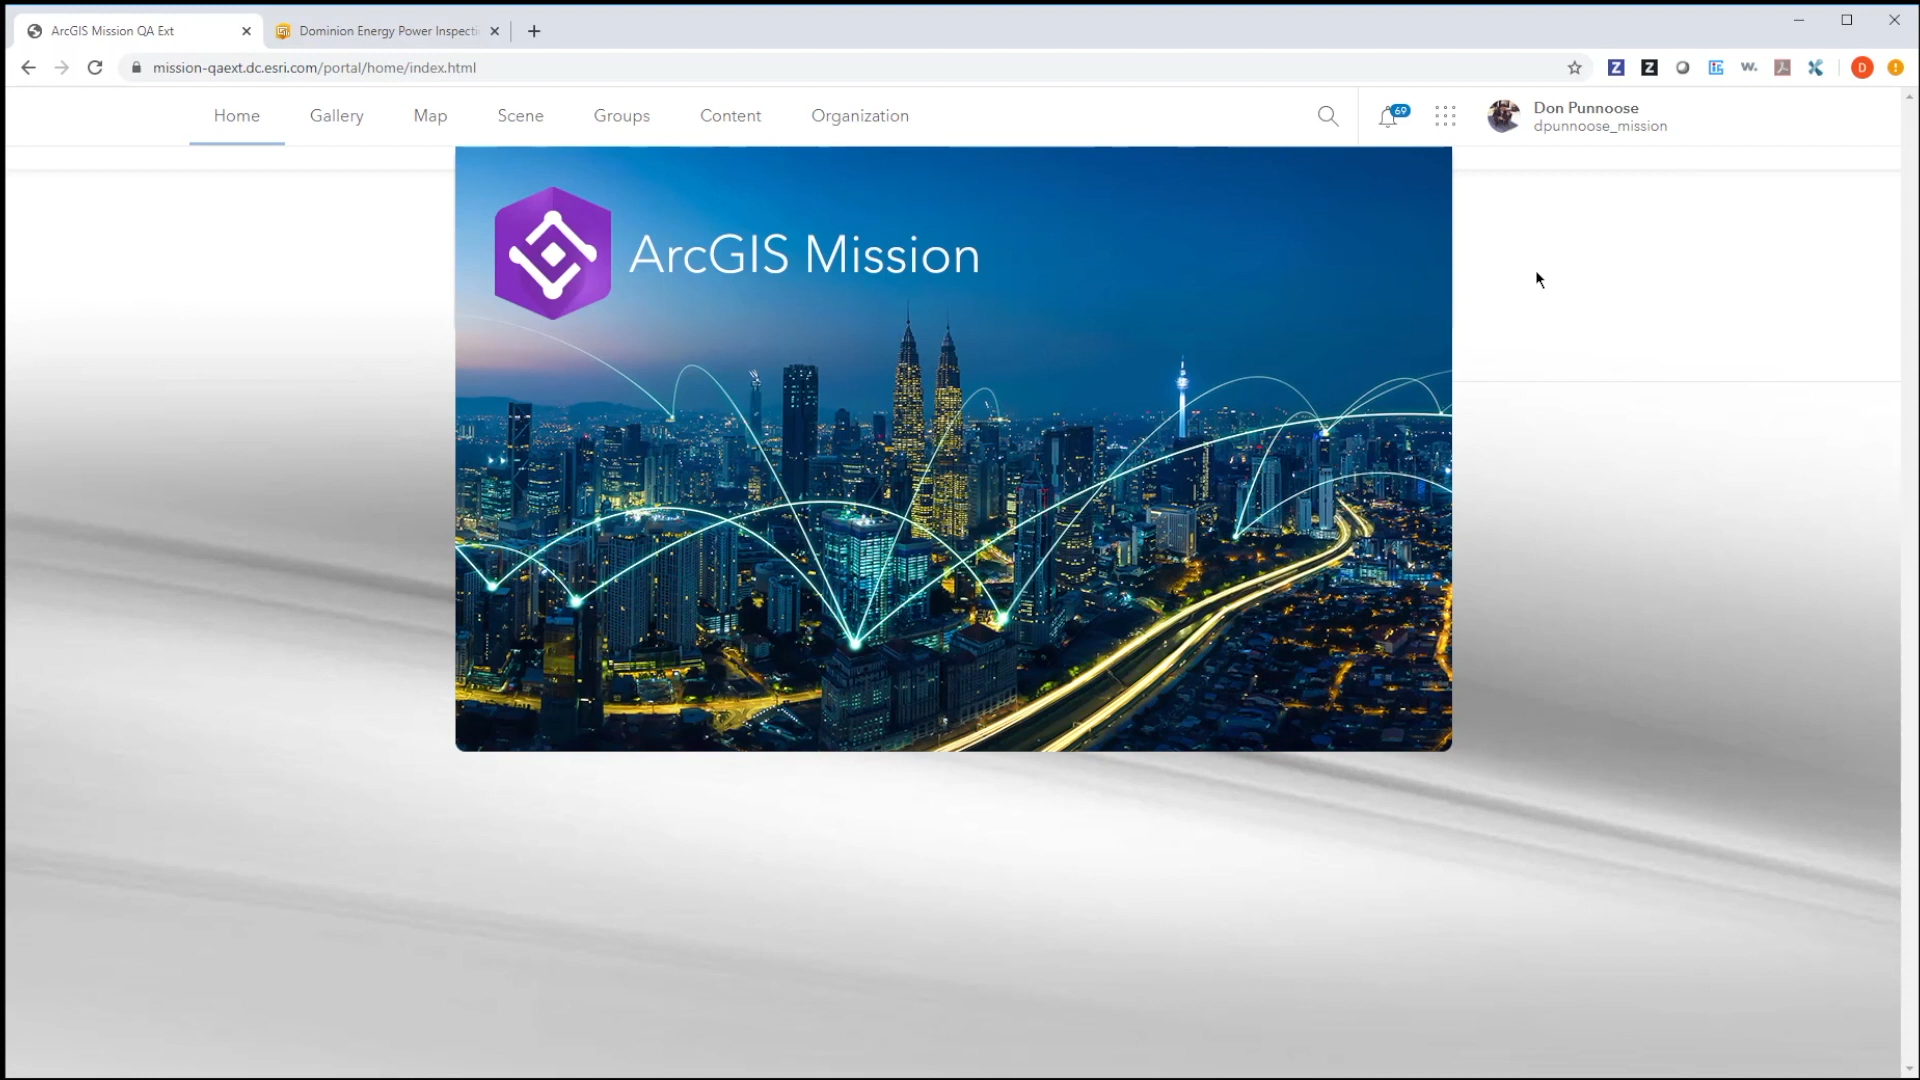 ArcGIS Mission QA Ext
Dominion Energy Power Inspecti
mission-qaext.dc.esri.com/portal/home/index.html
Z
Z
w.
D
Home
Gallery
Map
Scene
Groups
Content
Organization
69
Don Punnoose
dpunnoose_mission
ArcGIS Mission